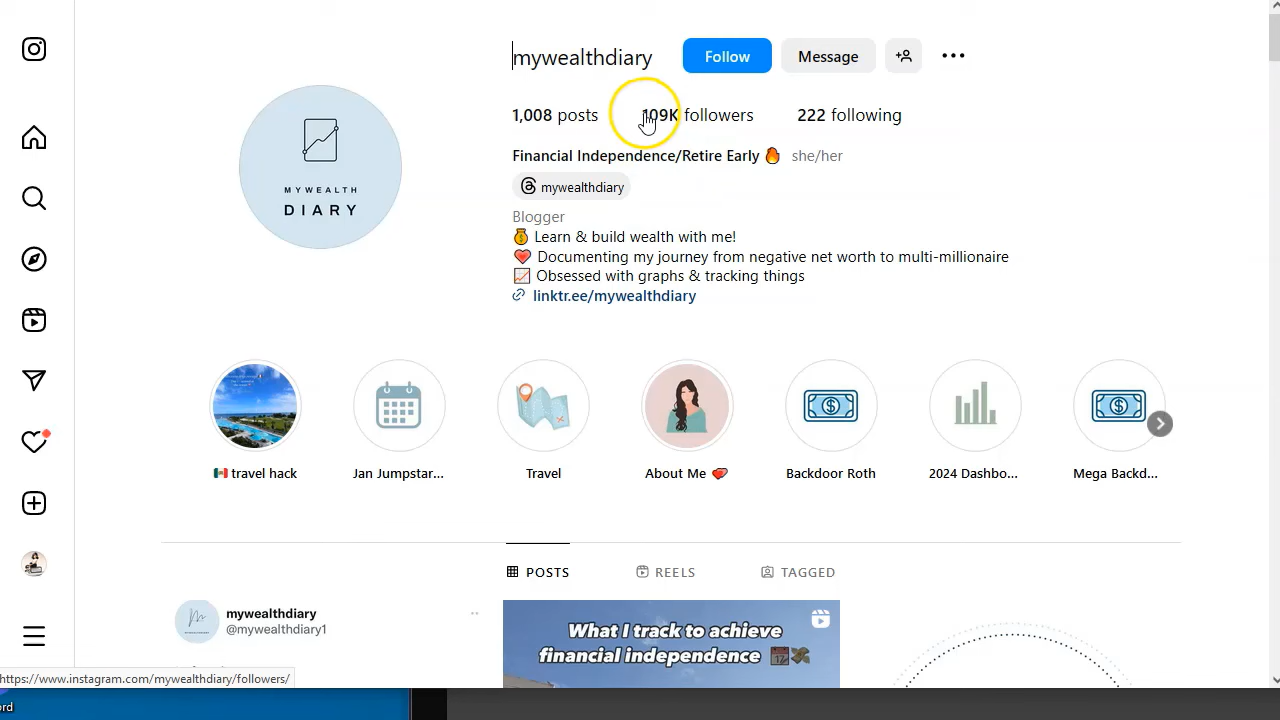 mywealthdiary
Follow
Message
1,008 posts
109K followers
222 following
MYWEALTH
DIARY
Financial Independence/Retire Early 🔥 she/her
mywealthdiary
Blogger
💰 Learn & build wealth with me!
❤️ Documenting my journey from negative net worth to multi-millionaire
📈 Obsessed with graphs & tracking things
linktr.ee/mywealthdiary
🇲🇽 travel hack
Jan Jumpstar...
Travel
About Me ❤️
Backdoor Roth
2024 Dashbo...
Mega Backd...
POSTS
REELS
TAGGED
mywealthdiary
@mywealthdiary1
What I track to achieve
financial independence 📅💸
https://www.instagram.com/mywealthdiary/followers/
ord